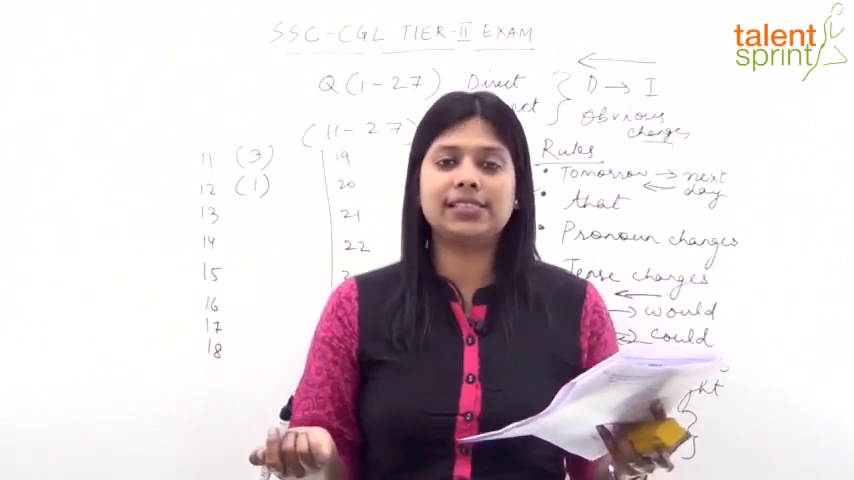 SSC-CGL TIER-II EXAM
talent
sprint
Q (1-27) Direct
D → I
Obvious
changes
(11-27)
Rules
11 (3) 19
12 (1) 20
13 21
14 22
15
16
17
18
• Tomorrow → next
day
• that
• Pronoun changes
Tense changes
→ would
could